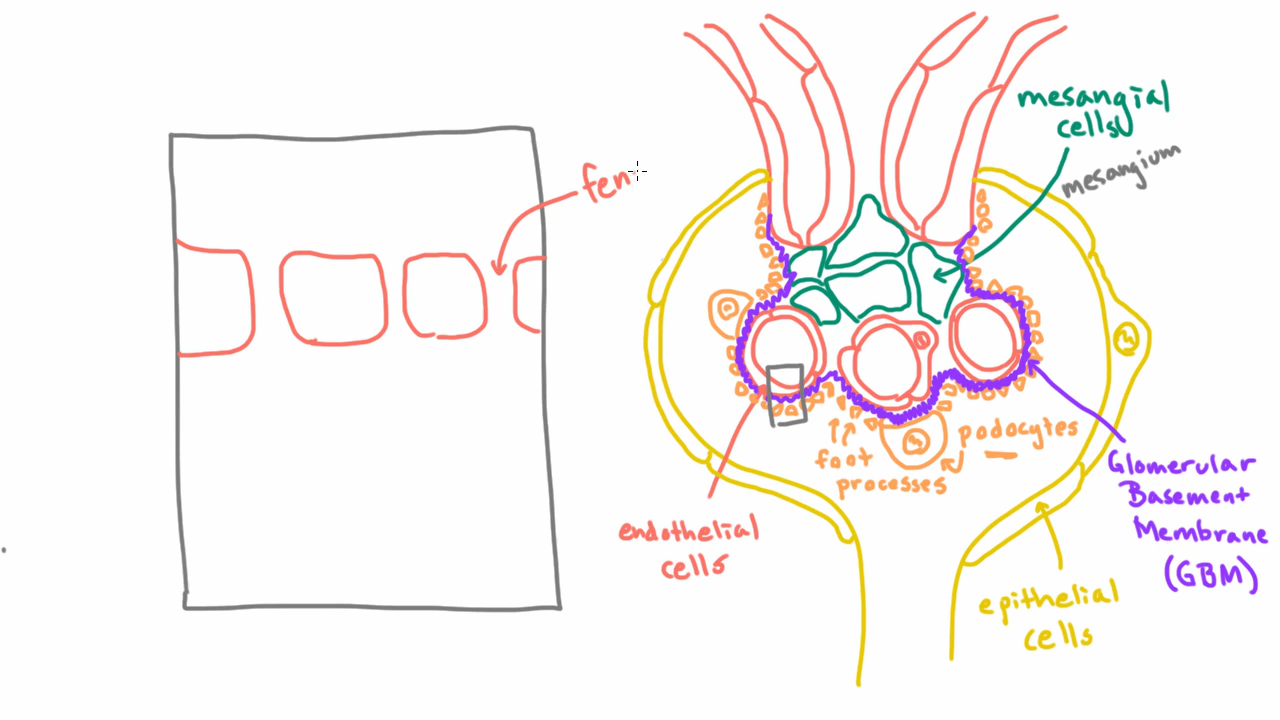 fen
mesangial
cells
mesangium
podocytes
foot
processes
Glomerular
Basement
Membrane
(GBM)
endothelial
cells
epithelial
cells